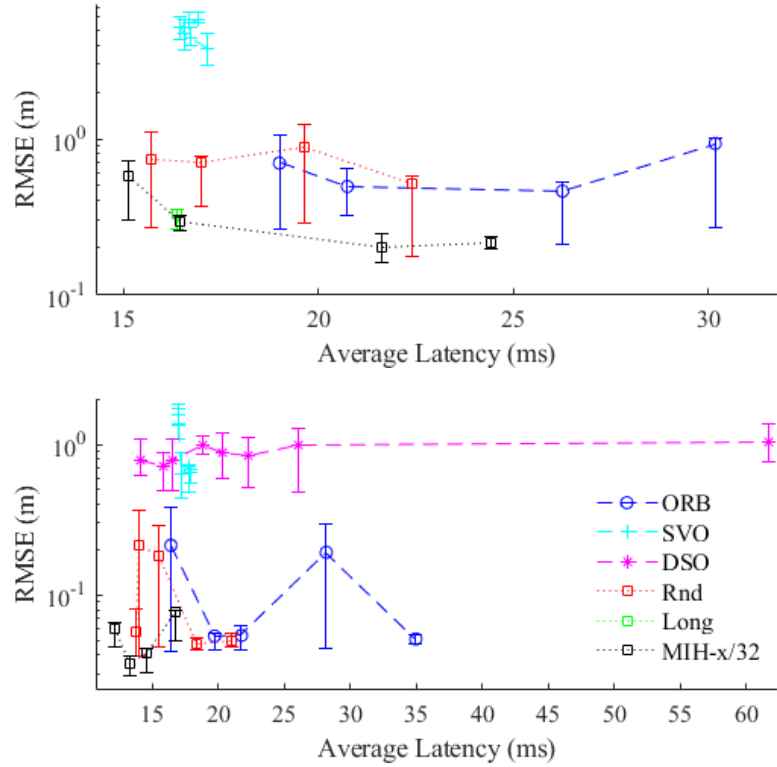 10^0
RMSE (m)
10^-1
15 20 25 30
Average Latency (ms)
10^0
RMSE (m)
10^-1
ORB
SVO
DSO
Rnd
Long
MIH-x/32
15 20 25 30 35 40 45 50 55 60
Average Latency (ms)